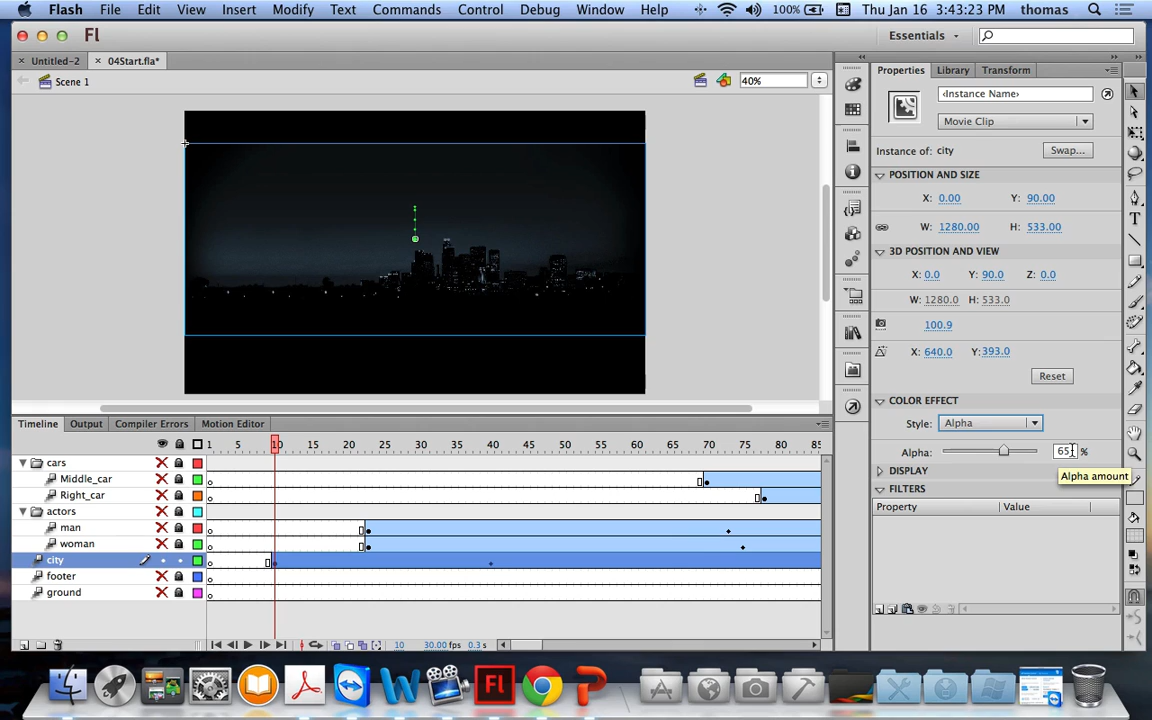 Flash File Edit View Insert Modify Text Commands Control Debug Window Help 100% Thu Jan 16 3:43:23 PM thomas
Fl Essentials
× Untitled-2 × 04Start.fla*
Scene 1 40%
Properties Library Transform
<Instance Name>
Movie Clip
Instance of: city Swap...
POSITION AND SIZE
X: 0.00 Y: 90.00
W: 1280.00 H: 533.00
3D POSITION AND VIEW
X: 0.0 Y: 90.0 Z: 0.0
W: 1280.0 H: 533.0
100.9
X: 640.0 Y: 393.0
Reset
COLOR EFFECT
Style: Alpha
Alpha: 65 %
Alpha amount
DISPLAY
FILTERS
Property Value
Timeline Output Compiler Errors Motion Editor
1 5 10 15 20 25 30 35 40 45 50 55 60 65 70 75 80 85
cars
Middle_car
Right_car
actors
man
woman
city
footer
ground
10 30.00 fps 0.3 s
Fl